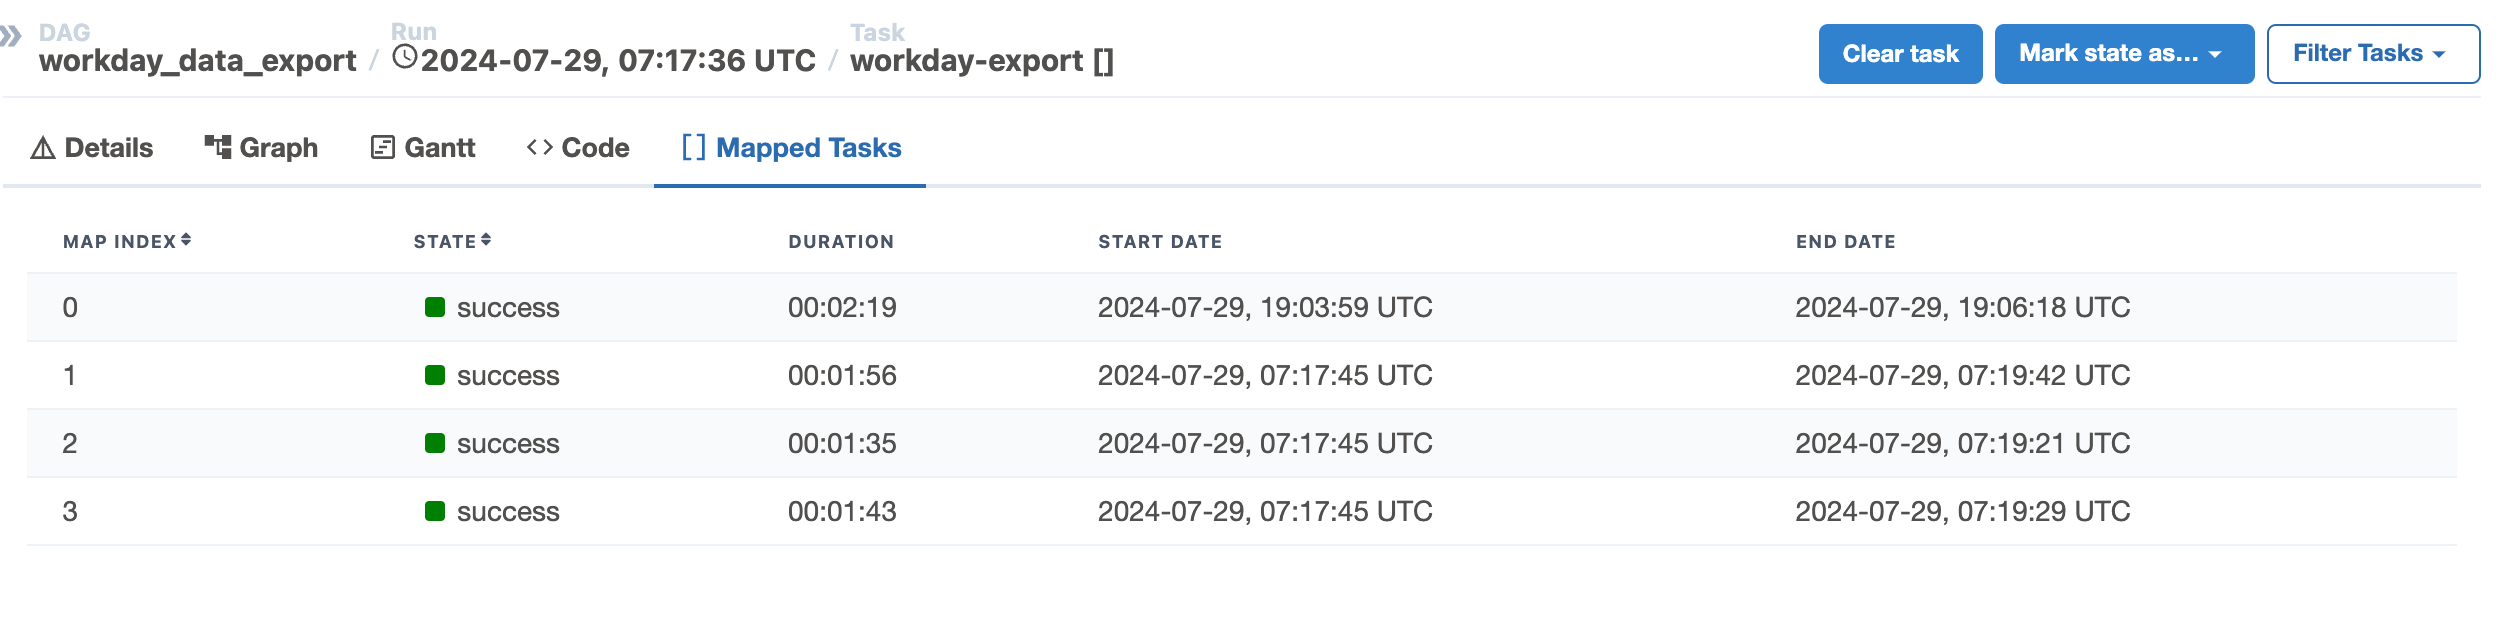 DAG Run Task
workday_data_export / 2024-07-29, 07:17:36 UTC / workday-export []
Clear task Mark state as... Filter Tasks
Details Graph Gantt <> Code [ ] Mapped Tasks
MAP INDEX STATE DURATION START DATE END DATE
0 success 00:02:19 2024-07-29, 19:03:59 UTC 2024-07-29, 19:06:18 UTC
1 success 00:01:56 2024-07-29, 07:17:45 UTC 2024-07-29, 07:19:42 UTC
2 success 00:01:35 2024-07-29, 07:17:45 UTC 2024-07-29, 07:19:21 UTC
3 success 00:01:43 2024-07-29, 07:17:45 UTC 2024-07-29, 07:19:29 UTC